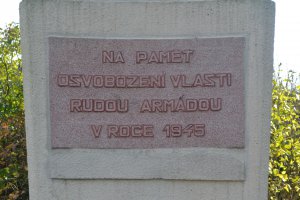 NA PAMĚT
OSVOBOZENÍ VLASTI
RUDOU ARMÁDOU
V ROCE 1945